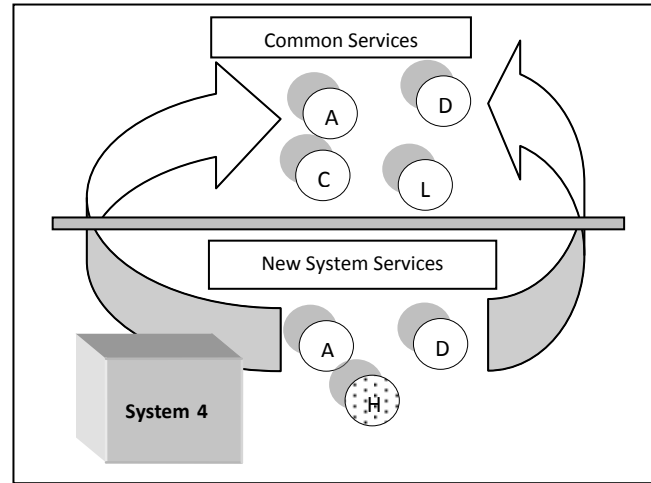 Common Services
A
D
C
L
New System Services
A
D
H
System 4